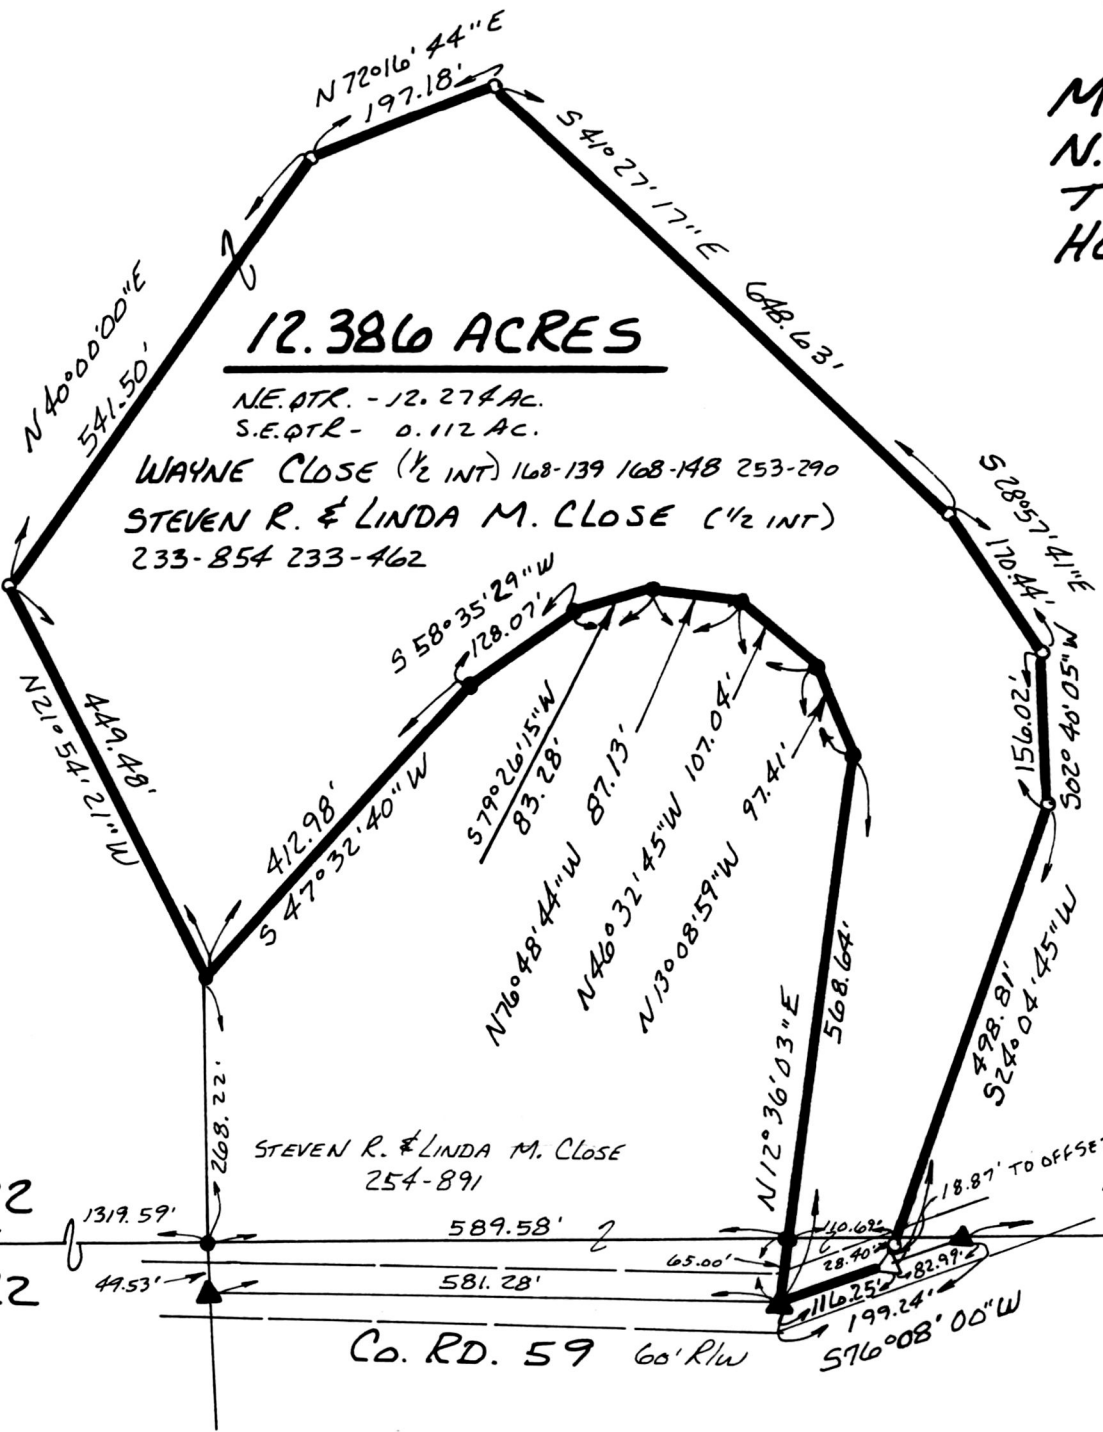 N72°16'44"E
197.18'
M
N.
T
HO
S41°27'17"E
648.63'
N40°00'00"E
541.50'
12.386 ACRES
N.E.QTR. - 12.274 AC.
S.E.QTR - 0.112 AC.
WAYNE CLOSE (½ INT) 168-139 168-148 253-290
STEVEN R. & LINDA M. CLOSE (½ INT)
233-854 233-462
S28°57'41"E
170.44'
S58°35'29"W
128.07'
S02°40'05"W
156.02'
N21°54'21"W
449.48'
412.98'
S 47°32'40"W
S79°26'15"W
83.28'
N76°48'44"W 87.13'
N46°32'45"W 107.04'
N13°08'59"W 97.41'
568.64'
N12°36'03"E
498.81'
S24°04'45"W
268.22'
STEVEN R. & LINDA M. CLOSE
254-891
18.87' TO OFFSET
2
1319.59'
589.58'
110.69'
65.00'
28.40'
82.99'
2
49.53'
581.28'
116.25'
199.24'
S76°08'00"W
CO. RD. 59 60' R/W